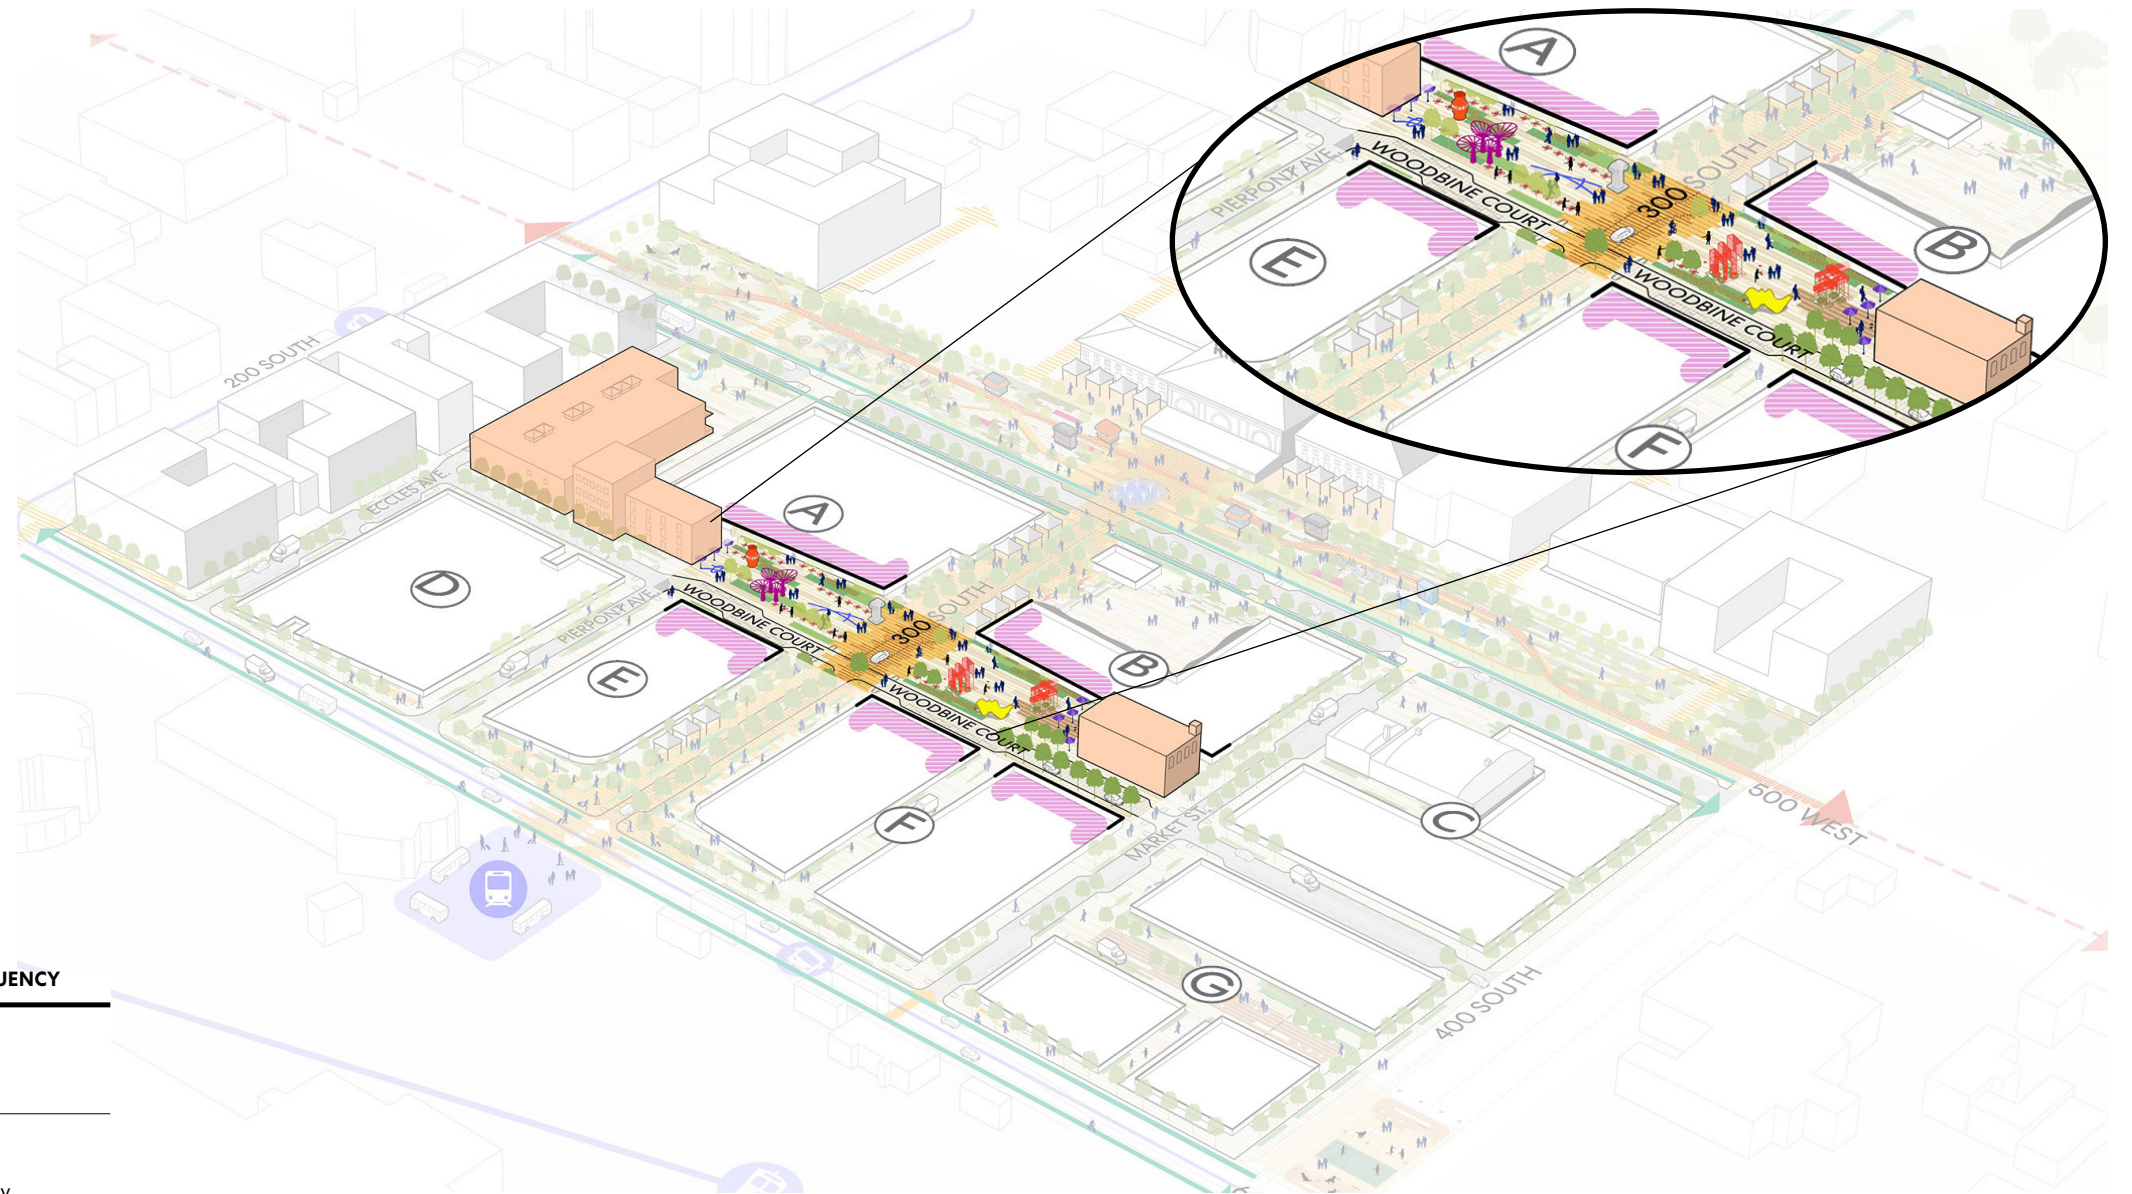 A
PIERPONT AVE.
WOODBINE COURT
300 SOUTH
E
B
WOODBINE COURT
F
200 SOUTH
ECCLES AVE.
A
D
PIERPONT AVE.
WOODBINE COURT
300 SOUTH
E
B
WOODBINE COURT
F
MARKET ST.
C
500 WEST
G
400 SOUTH